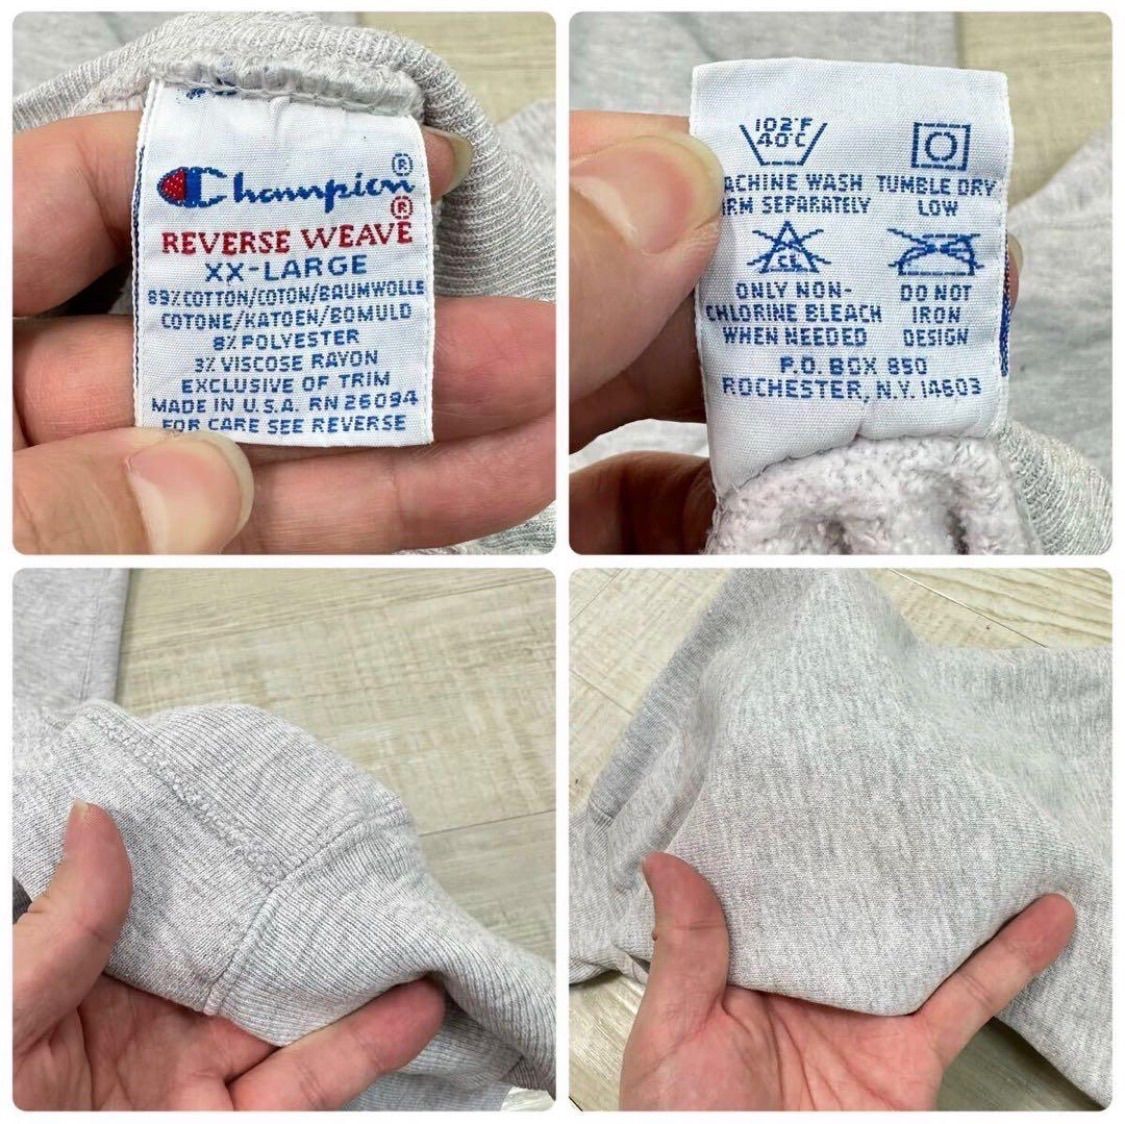 Champion®
REVERSE WEAVE®
XX-LARGE
89%COTTON/COTON/BAUMWOLLE
COTONE/KATOEN/BOMULD
8% POLYESTER
3% VISCOSE RAYON
EXCLUSIVE OF TRIM
MADE IN U.S.A. RN 26094
FOR CARE SEE REVERSE
102°F
40°C
ACHINE WASH
RM SEPARATELY
TUMBLE DRY
LOW
CL
ONLY NON-
CHLORINE BLEACH
WHEN NEEDED
DO NOT
IRON
DESIGN
P.O. BOX 850
ROCHESTER, N.Y. 14603